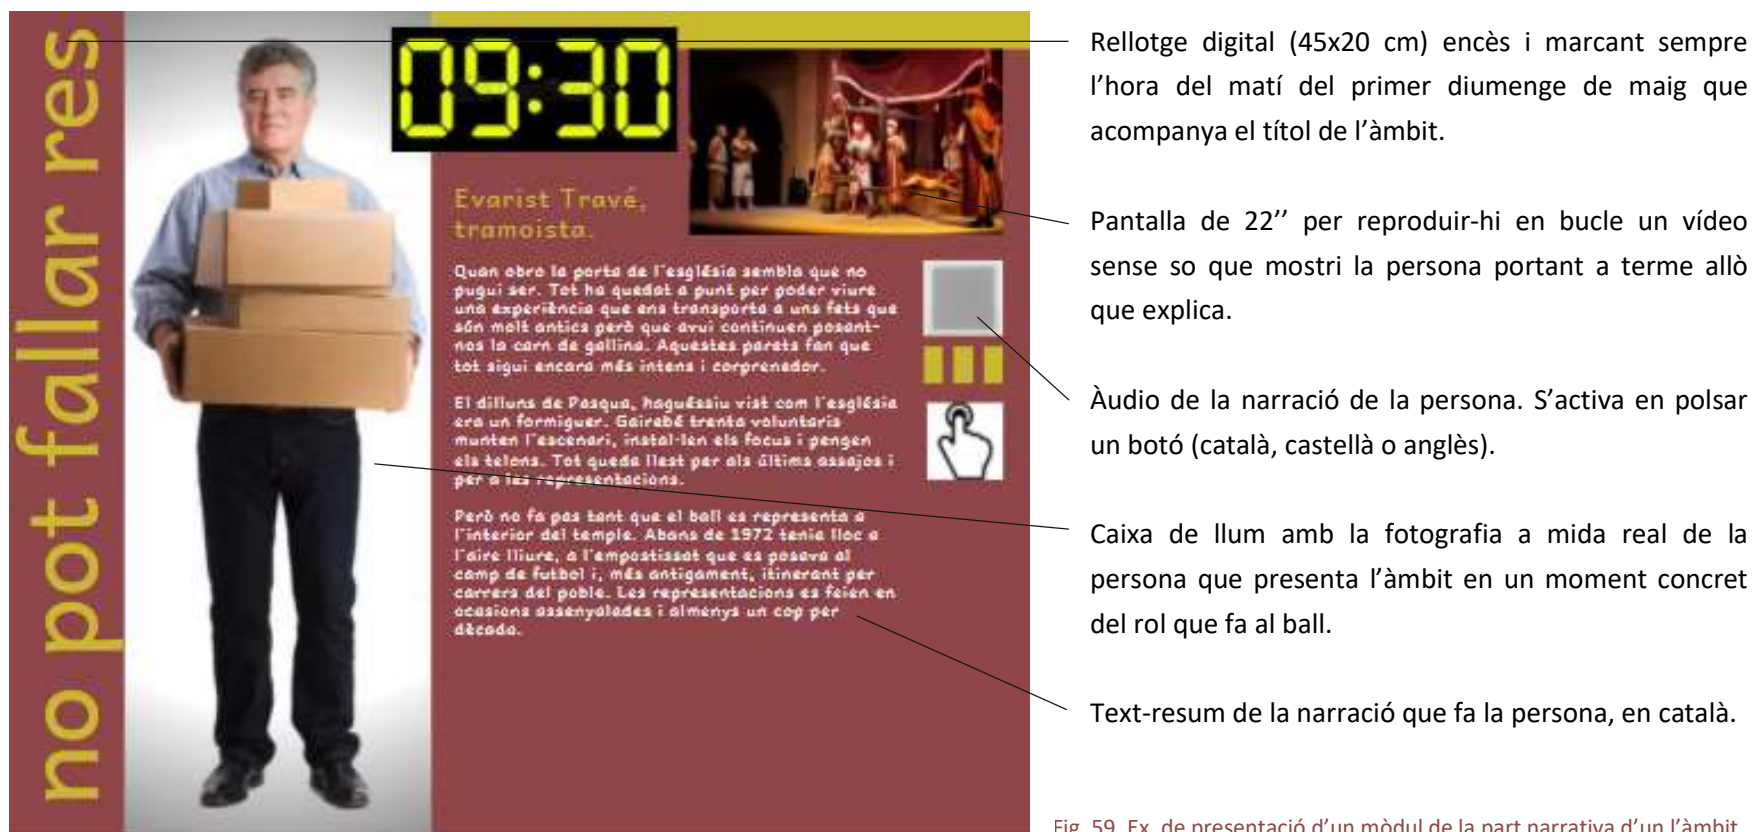 no pot fallar res
09:30
Evarist Travé,
tramoista.
Quan obro la porta de l'església sembla que no
pugui ser. Tot ha quedat a punt per poder viure
una experiència que ens transporta a uns fets que
són molt antics però que avui continuen posant-
nos la carn de gallina. Aquestes parets fan que
tot sigui encara més intens i corprenedor.
El dilluns de Pasqua, haguéssiu vist com l'església
era un formiguer. Gairebé trenta voluntaris
munten l'escenari, instal·len els focus i pengen
els telons. Tot queda llest per als últims assajos i
per a les representacions.
Però no fa pas tant que el ball es representa a
l'interior del temple. Abans de 1972 tenia lloc a
l'aire lliure, a l'empostissat que es posava al
camp de futbol i, més antigament, itinerant per
carrers del poble. Les representacions es feien en
ocasions assenyalades i almenys un cop per
dècada.
Rellotge digital (45x20 cm) encès i marcant sempre
l'hora del matí del primer diumenge de maig que
acompanya el títol de l'àmbit.
Pantalla de 22'' per reproduir-hi en bucle un vídeo
sense so que mostri la persona portant a terme allò
que explica.
Àudio de la narració de la persona. S'activa en polsar
un botó (català, castellà o anglès).
Caixa de llum amb la fotografia a mida real de la
persona que presenta l'àmbit en un moment concret
del rol que fa al ball.
Text-resum de la narració que fa la persona, en català.
Fig. 59. Ex. de presentació d'un mòdul de la part narrativa d'un l'àmbit